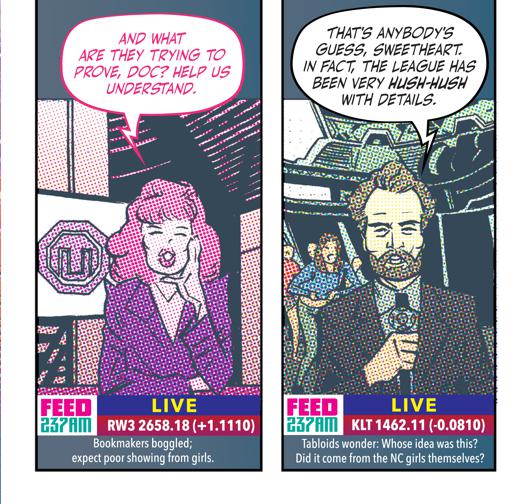 AND WHAT
ARE THEY TRYING TO
PROVE, DOC? HELP US
UNDERSTAND.
FEED
237AM
LIVE
RW3 2658.18 (+1.1110)
Bookmakers boggled;
expect poor showing from girls.
THAT'S ANYBODY'S
GUESS, SWEETHEART.
IN FACT, THE LEAGUE HAS
BEEN VERY HUSH-HUSH
WITH DETAILS.
FEED
237AM
LIVE
KLT 1462.11 (-0.0810)
Tabloids wonder: Whose idea was this?
Did it come from the NC girls themselves?